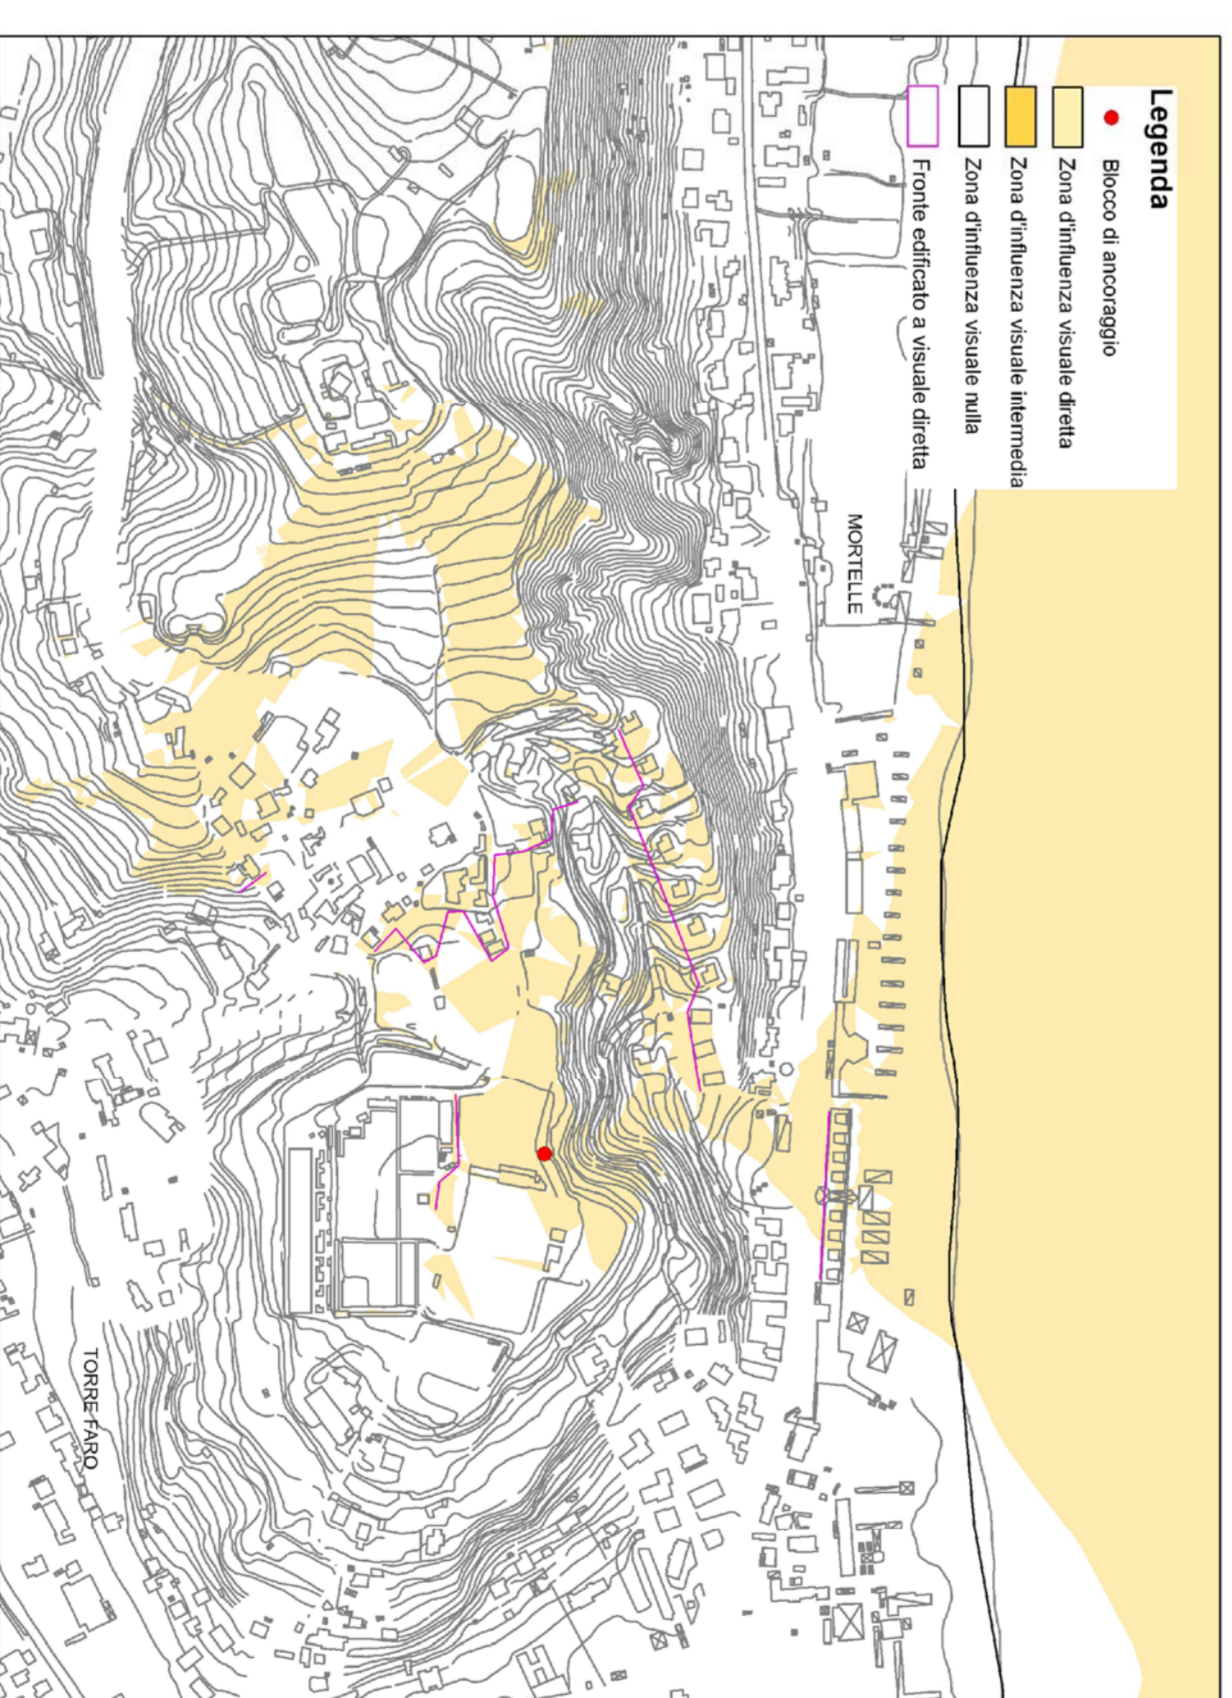 Legenda
Blocco di ancoraggio
Zona d'influenza visuale diretta
Zona d'influenza visuale intermedia
Zona d'influenza visuale nulla
Fronte edificato a visuale diretta
MORTELLE
TORRE FARO